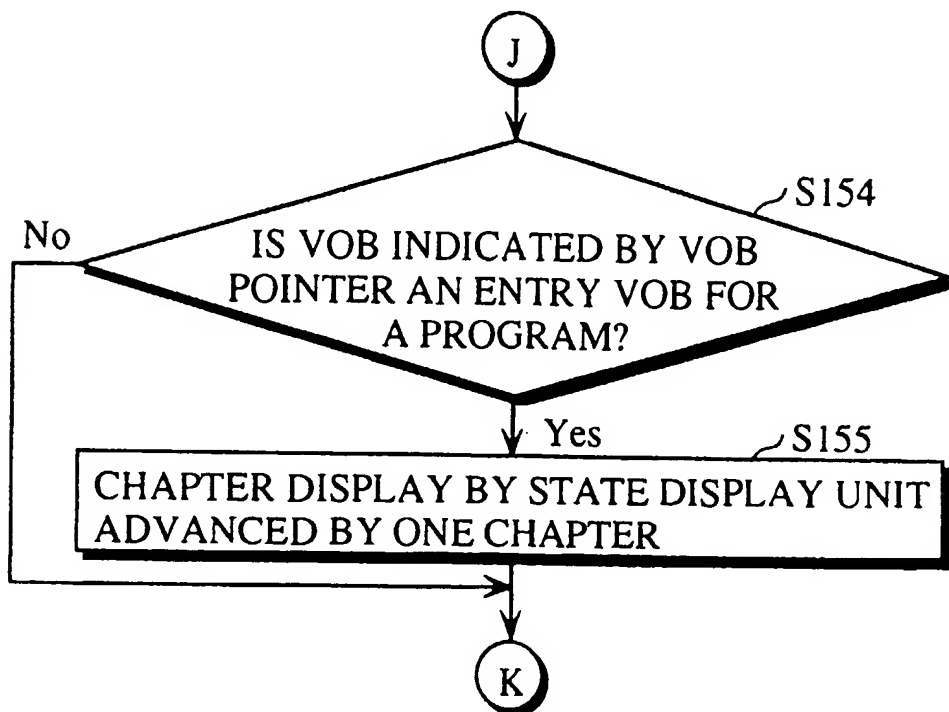 J
S154
No
IS VOB INDICATED BY VOB
POINTER AN ENTRY VOB FOR
A PROGRAM?
Yes
S155
CHAPTER DISPLAY BY STATE DISPLAY UNIT
ADVANCED BY ONE CHAPTER
K